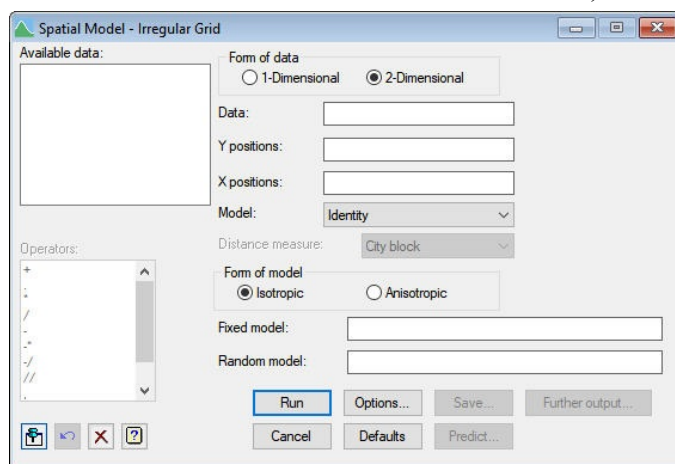 Spatial Model - Irregular Grid
Available data:
Form of data
1-Dimensional 2-Dimensional
Data:
Y positions:
X positions:
Model: Identity
Distance measure: City block
Operators:
+
.
*
/
-
-*
-/
//
Form of model
Isotropic Anisotropic
Fixed model:
Random model:
Run Options... Save... Further output...
Cancel Defaults Predict...